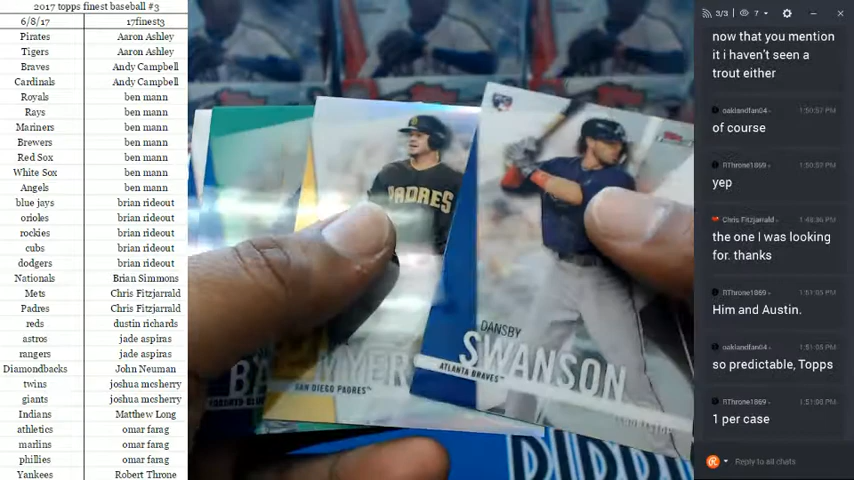 2017 topps finest baseball #3
6/8/17 17finest3
Pirates Aaron Ashley
Tigers Aaron Ashley
Braves Andy Campbell
Cardinals Andy Campbell
Royals ben mann
Rays ben mann
Mariners ben mann
Brewers ben mann
Red Sox ben mann
White Sox ben mann
Angels ben mann
blue jays brian rideout
orioles brian rideout
rockies brian rideout
cubs brian rideout
dodgers brian rideout
Nationals Brian Simmons
Mets Chris Fitzjarrald
Padres Chris Fitzjarrald
reds dustin richards
astros jade aspiras
rangers jade aspiras
Diamondbacks John Neuman
twins joshua mcsherry
giants joshua mcsherry
Indians Matthew Long
athletics omar farag
marlins omar farag
phillies omar farag
Yankees Robert Throne
PADRES
SAN DIEGO PADRES
DANSBY
SWANSON
ATLANTA BRAVES
3/3 7
now that you mention
it i haven't seen a
trout either
oaklandfan04 1:50:57 PM
of course
RThrone1869 1:50:59 PM
yep
Chris Fitzjarrald
the one I was looking
for. thanks
RThrone1869 1:51:05 PM
Him and Austin.
oaklandfan04 1:51:05 PM
so predictable, Topps
RThrone1869 1:51:08 PM
1 per case
Reply to all chats